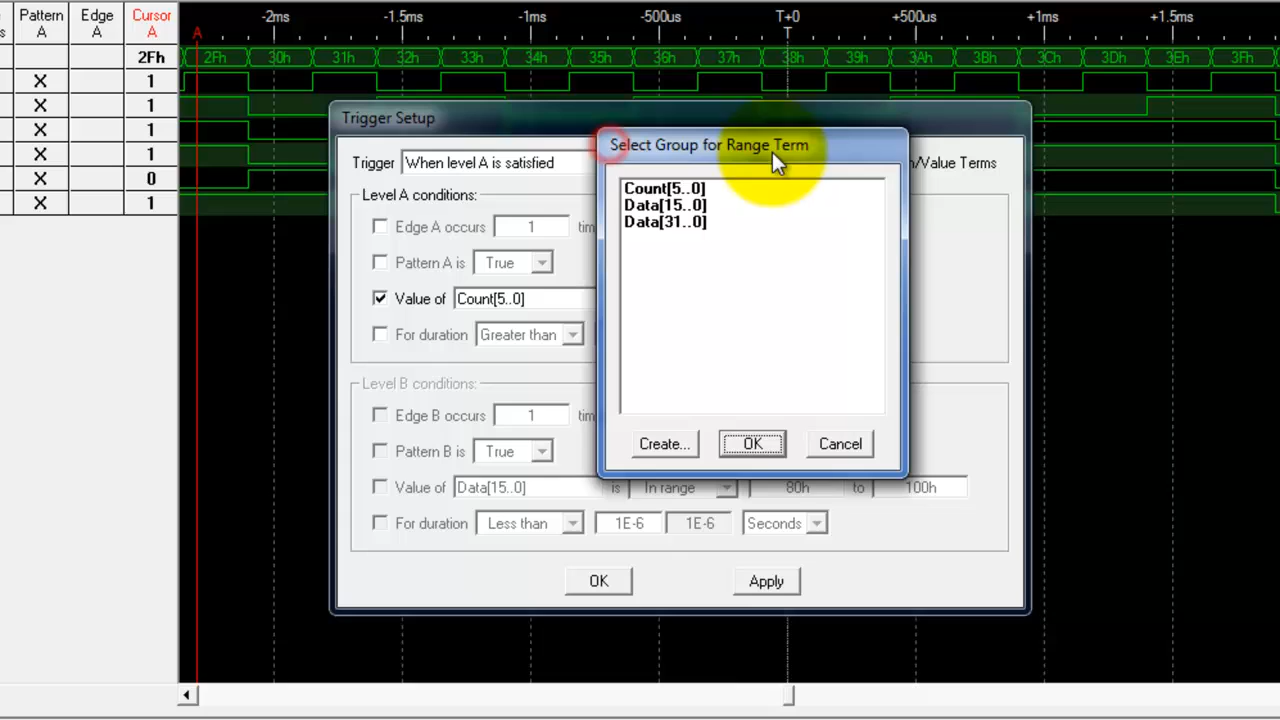 Pattern Edge Cursor -2ms -1.5ms -1ms -500us T+0 +500us +1ms +1.5ms
s A A A A T
2Fh 2Fh 30h 31h 32h 33h 34h 35h 36h 37h 38h 39h 3Ah 3Bh 3Ch 3Dh 3Eh 3Fh
X 1
X 1
X 1
X 1
X 0
X 1
Trigger Setup
Trigger When level A is satisfied n/Value Terms
Level A conditions:
Edge A occurs 1 tim
Pattern A is True
Value of Count[5..0]
For duration Greater than
Level B conditions:
Edge B occurs 1 tim
Pattern B is True
Value of Data[15..0] is In range 80h to 100h
For duration Less than 1E-6 1E-6 Seconds
OK Apply
Select Group for Range Term
Count[5..0]
Data[15..0]
Data[31..0]
Create... OK Cancel